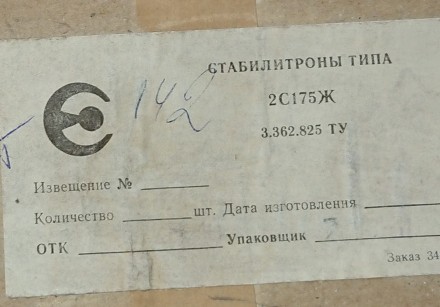 СТАБИЛИТРОНЫ ТИПА
142
2С175Ж
3.362.825 ТУ
Извещение №
Количество шт. Дата изготовления
ОТК Упаковщик
Заказ 34